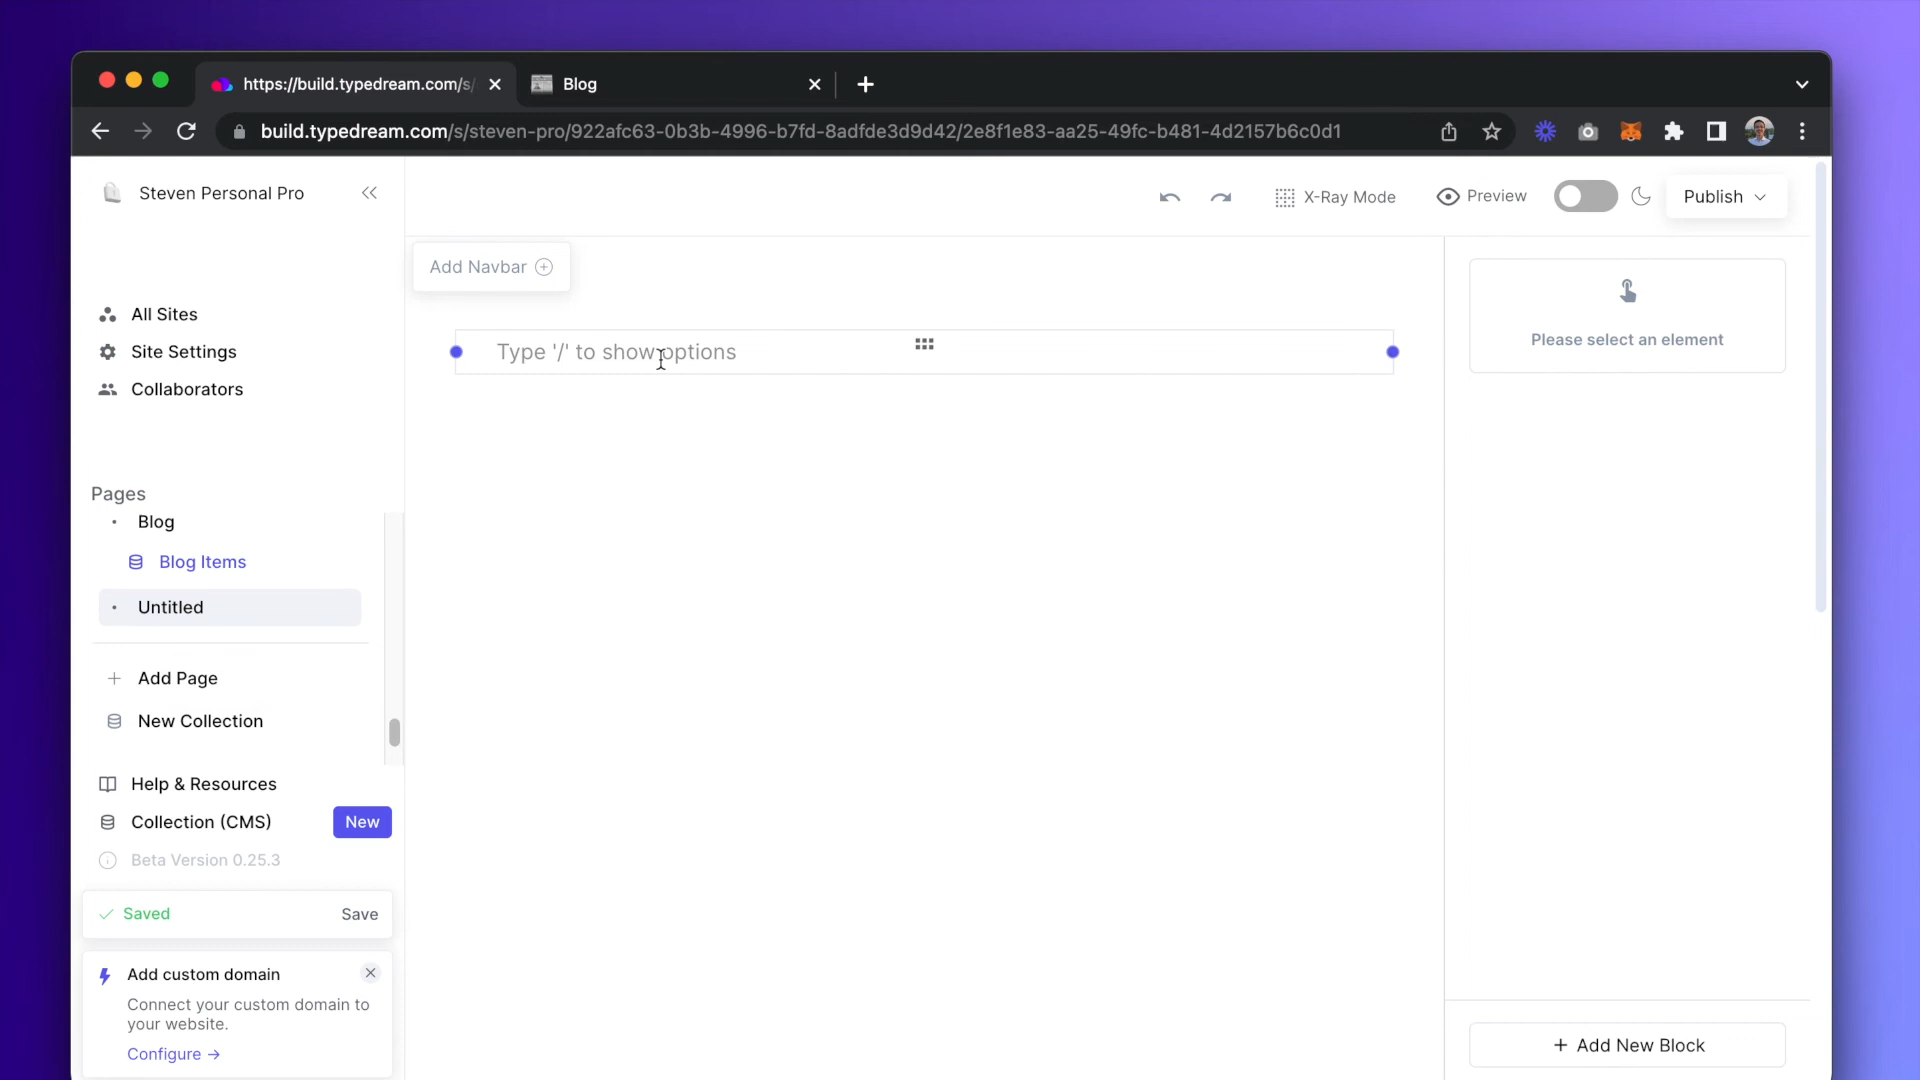 https://build.typedream.com/s/
Blog
build.typedream.com/s/steven-pro/922afc63-0b3b-4996-b7fd-8adfde3d9d42/2e8f1e83-aa25-49fc-b481-4d2157b6c0d1
Steven Personal Pro
X-Ray Mode
Preview
Publish
Add Navbar
All Sites
Site Settings
Collaborators
Type '/' to show options
Please select an element
Pages
Blog
Blog Items
Untitled
Add Page
New Collection
Help & Resources
Collection (CMS)
New
Beta Version 0.25.3
Saved
Save
Add custom domain
Connect your custom domain to
your website.
Configure →
+ Add New Block